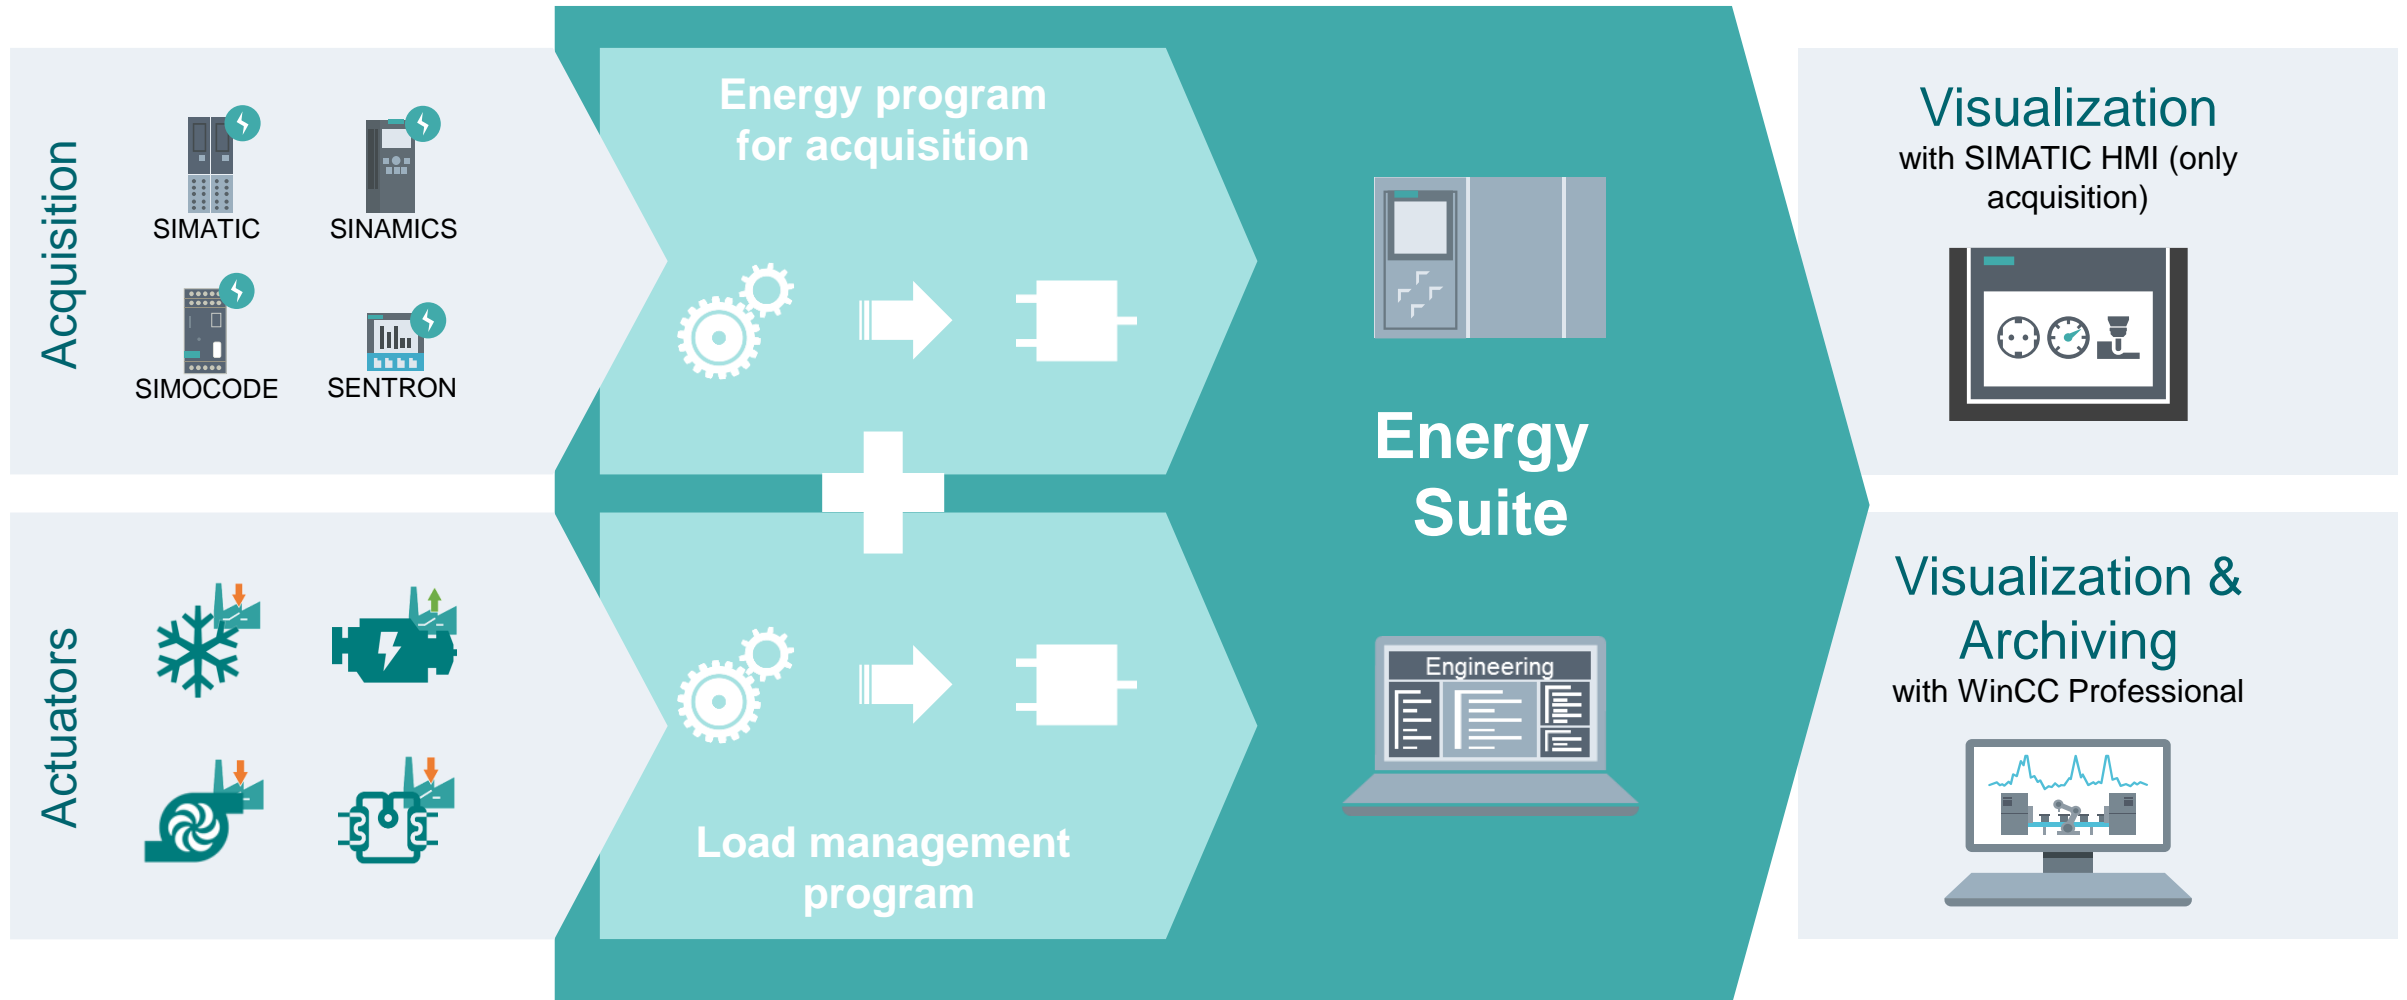 Acquisition
SIMATIC
SINAMICS
SIMOCODE
SENTRON
Actuators
Energy program
for acquisition
Load management
program
Energy
Suite
Engineering
Visualization
with SIMATIC HMI (only
acquisition)
Visualization &
Archiving
with WinCC Professional